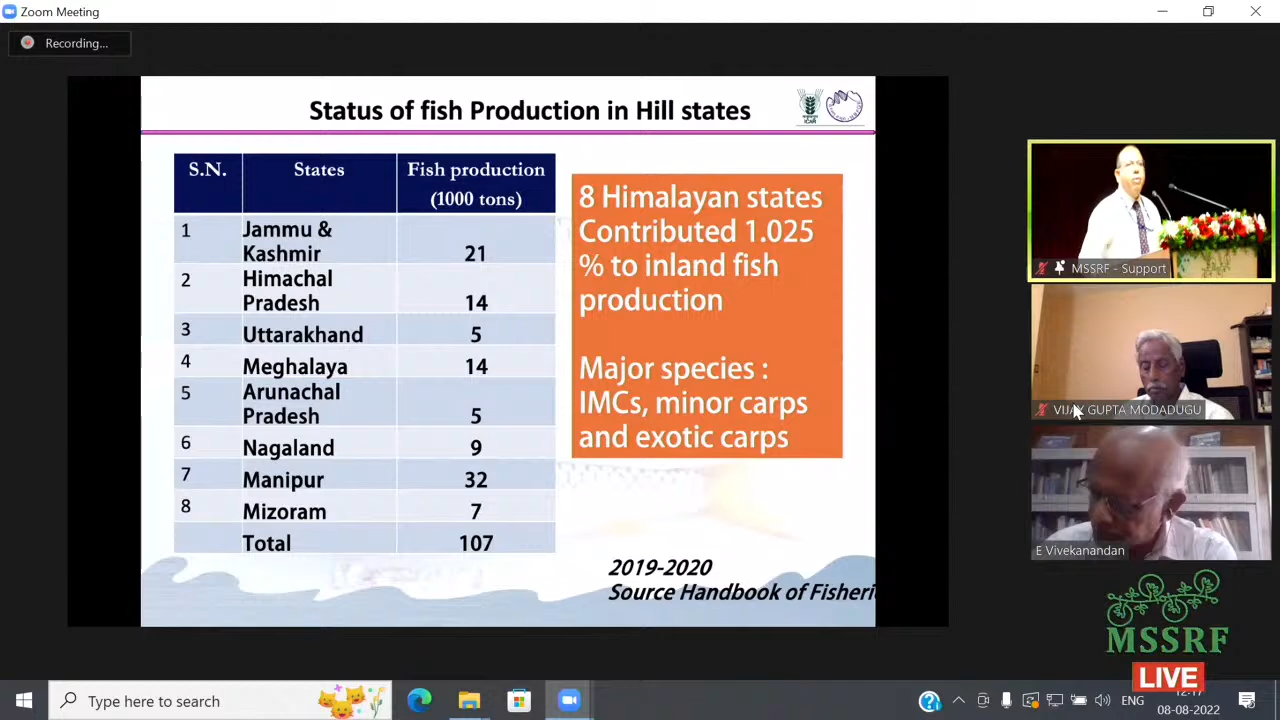 Zoom Meeting
Recording...
Status of fish Production in Hill states
S.N. States Fish production
(1000 tons)
1 Jammu &
Kashmir 21
2 Himachal
Pradesh 14
3 Uttarakhand 5
4 Meghalaya 14
5 Arunachal
Pradesh 5
6 Nagaland 9
7 Manipur 32
8 Mizoram 7
Total 107
8 Himalayan states
Contributed 1.025
% to inland fish
production
Major species :
IMCs, minor carps
and exotic carps
2019-2020
Source Handbook of Fisheri
MSSRF - Support
VIJAY GUPTA MODADUGU
E Vivekanandan
MSSRF
LIVE
Type here to search
ENG
12:17
08-08-2022